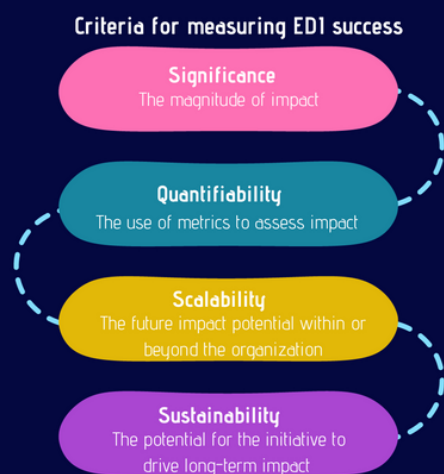 Criteria for measuring EDI success
Significance
The magnitude of impact
Quantifiability
The use of metrics to assess impact
Scalability
The future impact potential within or
beyond the organization
Sustainability
The potential for the initiative to
drive long-term impact